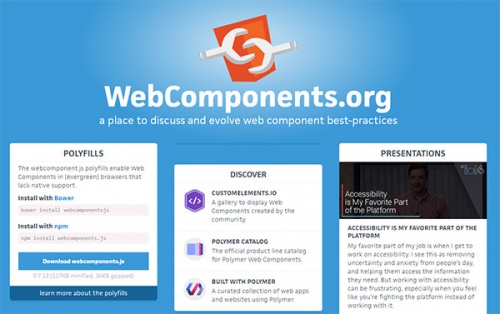 WebComponents.org
a place to discuss and evolve web component best-practices
POLYFILLS
The webcomponent.js polyfills enable Web
Components in (evergreen) browsers that
lack native support.
Install with Bower
bower install webcomponentsjs
Install with npm
npm install webcomponents.js
Download webcomponents.js
0.7.12 (117KB minified, 36KB gzipped)
learn more about the polyfills
DISCOVER
CUSTOMELEMENTS.IO
A gallery to display Web
Components created by the
community.
POLYMER CATALOG
The official product line catalog
for Polymer Web Components.
BUILT WITH POLYMER
A curated collection of web apps
and websites using Polymer.
PRESENTATIONS
Accessibility
is My Favorite Part
of the Platform
ACCESSIBILITY IS MY FAVORITE PART OF THE
PLATFORM
My favorite part of my job is when I get to
work on accessibility. I see this as removing
uncertainty and anxiety from people's day,
and helping them access the information
they need. But working with accessibility
can be frustrating, especially when you feel
like you're fighting the platform instead of
working with it.